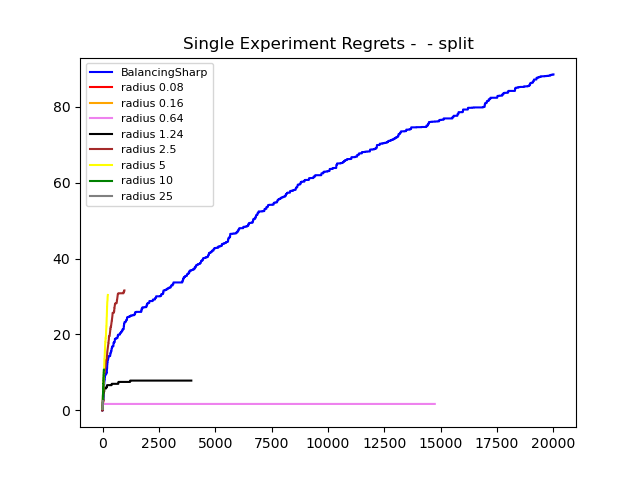 Single Experiment Regrets -  - split
BalancingSharp
radius 0.08
radius 0.16
radius 0.64
radius 1.24
radius 2.5
radius 5
radius 10
radius 25
80
60
40
20
0
0 2500 5000 7500 10000 12500 15000 17500 20000